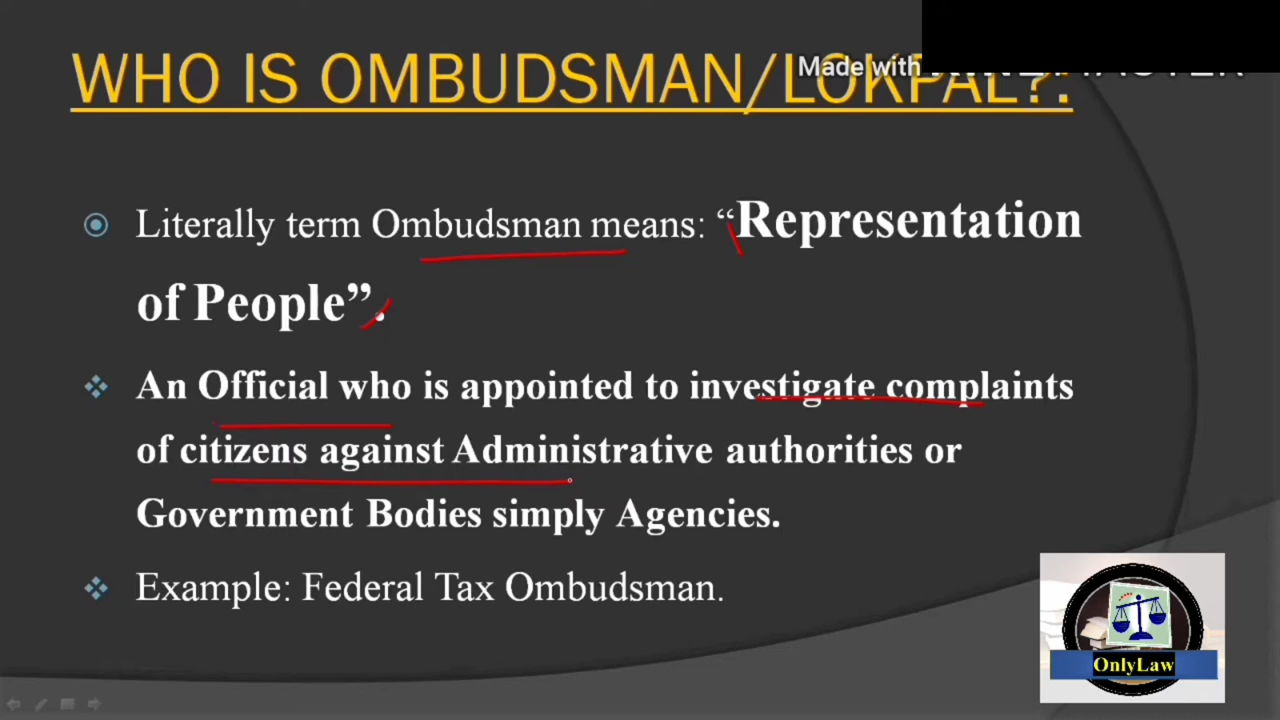 WHO IS OMBUDSMAN/LOKPAL?:
Made with
Literally term Ombudsman means: “Representation
of People”.
An Official who is appointed to investigate complaints
of citizens against Administrative authorities or
Government Bodies simply Agencies.
Example: Federal Tax Ombudsman.
OnlyLaw